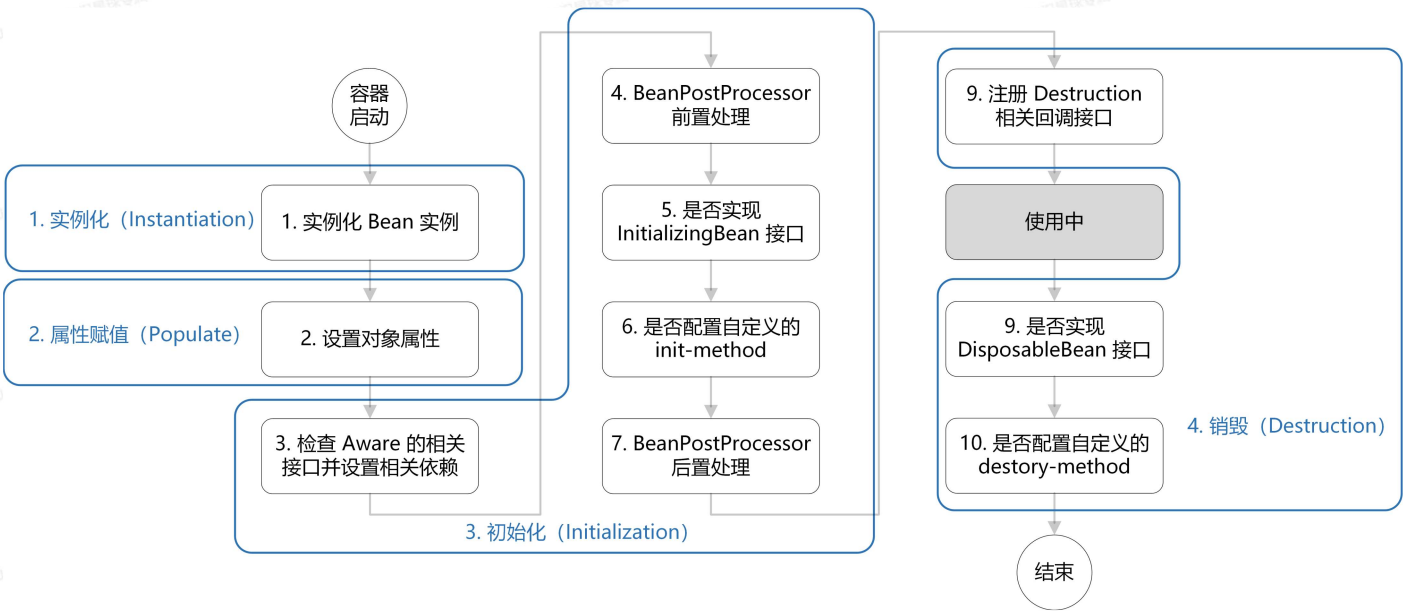 容器
启动
1. 实例化（Instantiation）
1. 实例化 Bean 实例
2. 属性赋值（Populate）
2. 设置对象属性
3. 检查 Aware 的相关
接口并设置相关依赖
3. 初始化（Initialization）
4. BeanPostProcessor
前置处理
5. 是否实现
InitializingBean 接口
6. 是否配置自定义的
init-method
7. BeanPostProcessor
后置处理
9. 注册 Destruction
相关回调接口
使用中
9. 是否实现
DisposableBean 接口
10. 是否配置自定义的
destory-method
4. 销毁（Destruction）
结束